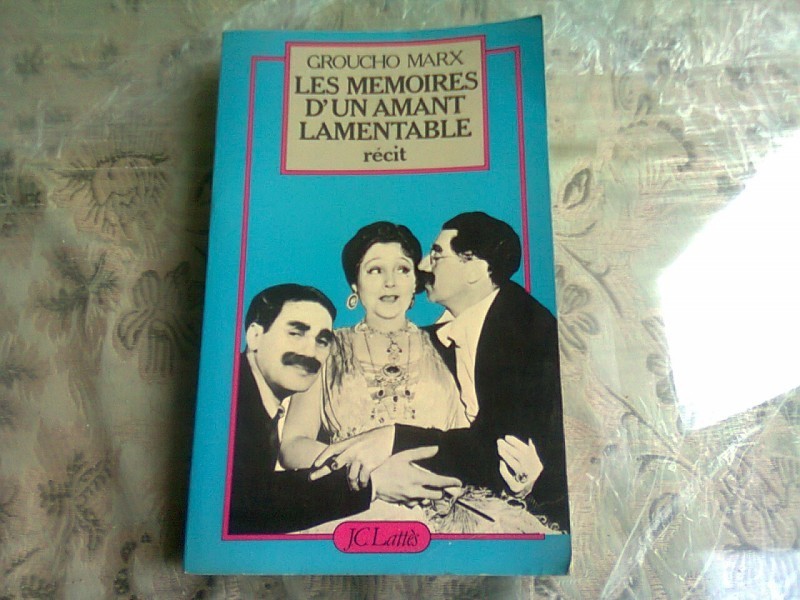 GROUCHO MARX
LES MEMOIRES
D'UN AMANT
LAMENTABLE
récit
JC Lattès